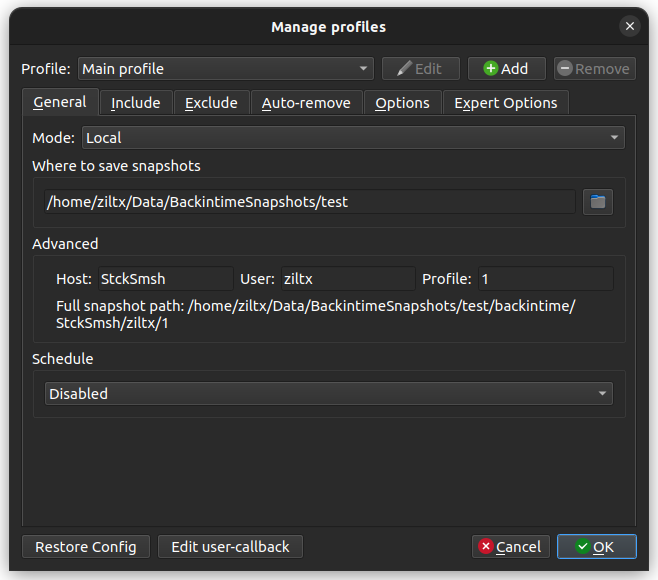 Manage profiles
Profile: Main profile Edit Add Remove
General Include Exclude Auto-remove Options Expert Options
Mode: Local
Where to save snapshots
/home/ziltx/Data/BackintimeSnapshots/test
Advanced
Host: StckSmsh User: ziltx Profile: 1
Full snapshot path: /home/ziltx/Data/BackintimeSnapshots/test/backintime/
StckSmsh/ziltx/1
Schedule
Disabled
Restore Config Edit user-callback Cancel OK